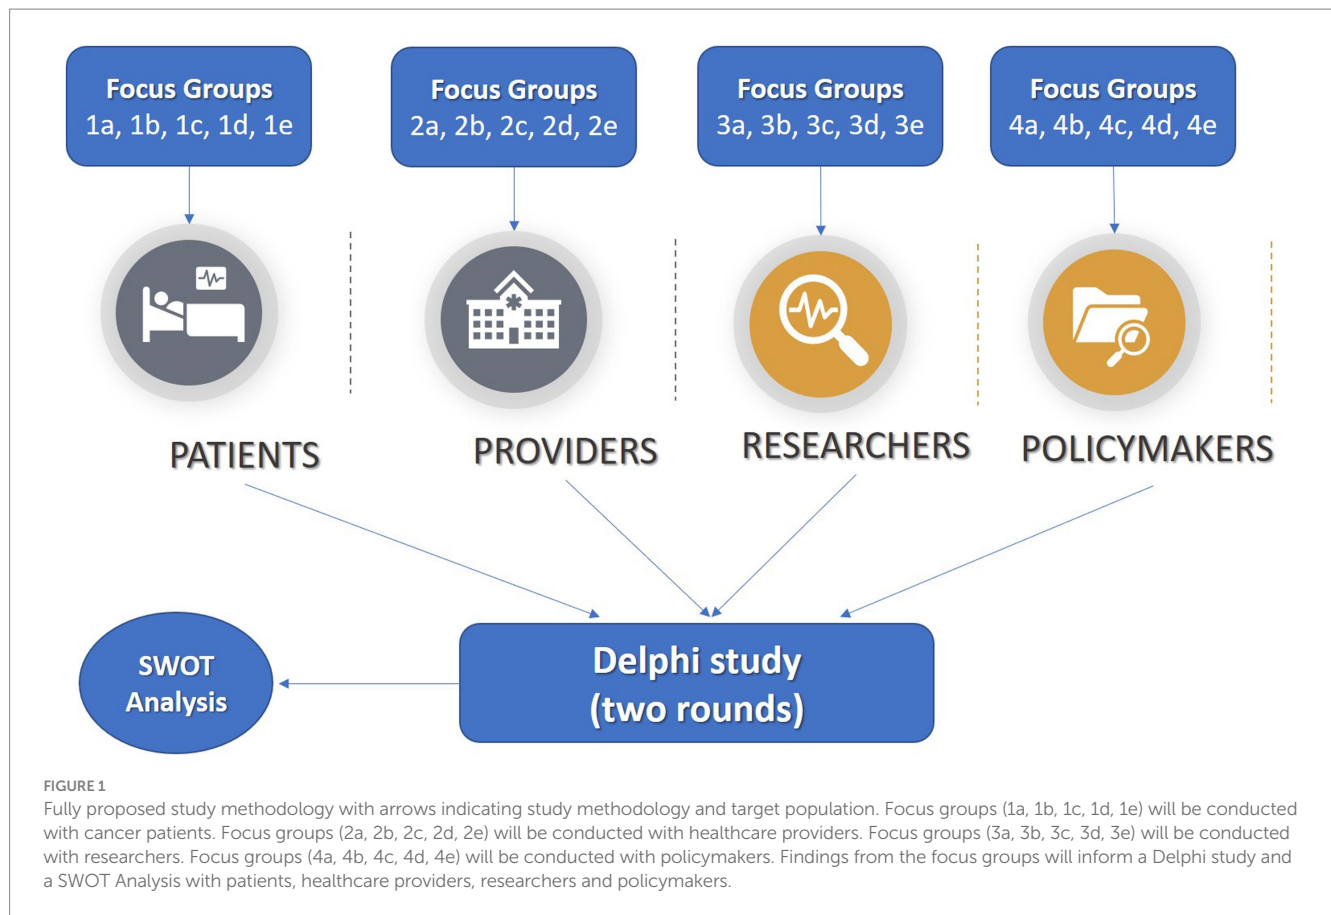 Focus Groups
1a, 1b, 1c, 1d, 1e
Focus Groups
2a, 2b, 2c, 2d, 2e
Focus Groups
3a, 3b, 3c, 3d, 3e
Focus Groups
4a, 4b, 4c, 4d, 4e
PATIENTS
PROVIDERS
RESEARCHERS
POLICYMAKERS
SWOT
Analysis
Delphi study
(two rounds)
FIGURE 1
Fully proposed study methodology with arrows indicating study methodology and target population. Focus groups (1a, 1b, 1c, 1d, 1e) will be conducted
with cancer patients. Focus groups (2a, 2b, 2c, 2d, 2e) will be conducted with healthcare providers. Focus groups (3a, 3b, 3c, 3d, 3e) will be conducted
with researchers. Focus groups (4a, 4b, 4c, 4d, 4e) will be conducted with policymakers. Findings from the focus groups will inform a Delphi study and
a SWOT Analysis with patients, healthcare providers, researchers and policymakers.